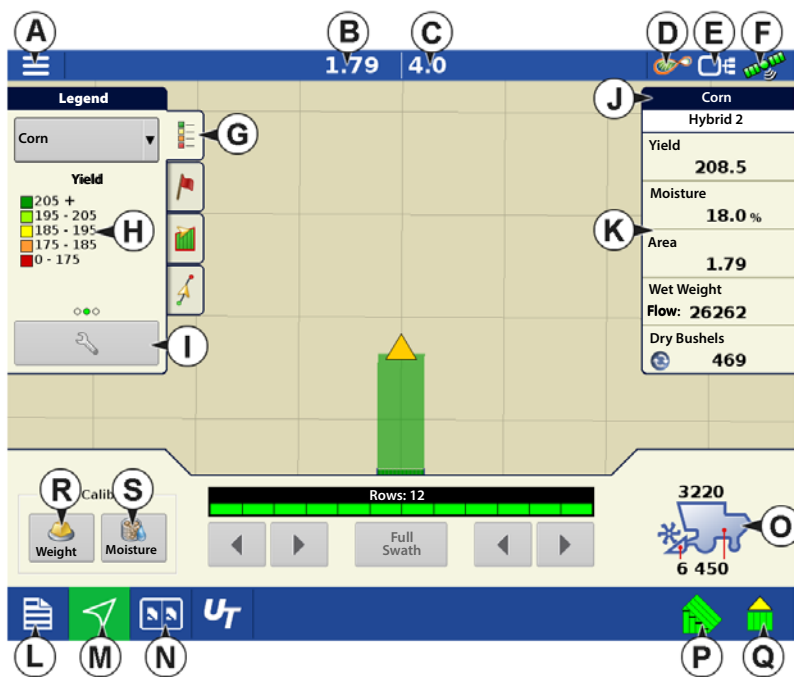 A
B
C
D
E
F
1.79
4.0
Legend
Corn
G
Yield
205 +
195 - 205
185 - 195
175 - 185
0 - 175
H
I
J
Corn
Hybrid 2
Yield
208.5
Moisture
18.0 %
K
Area
1.79
Wet Weight
Flow: 26262
Dry Bushels
469
R
Calib
S
Weight
Moisture
Rows: 12
Full
Swath
3220
O
6 450
UT
L
M
N
P
Q